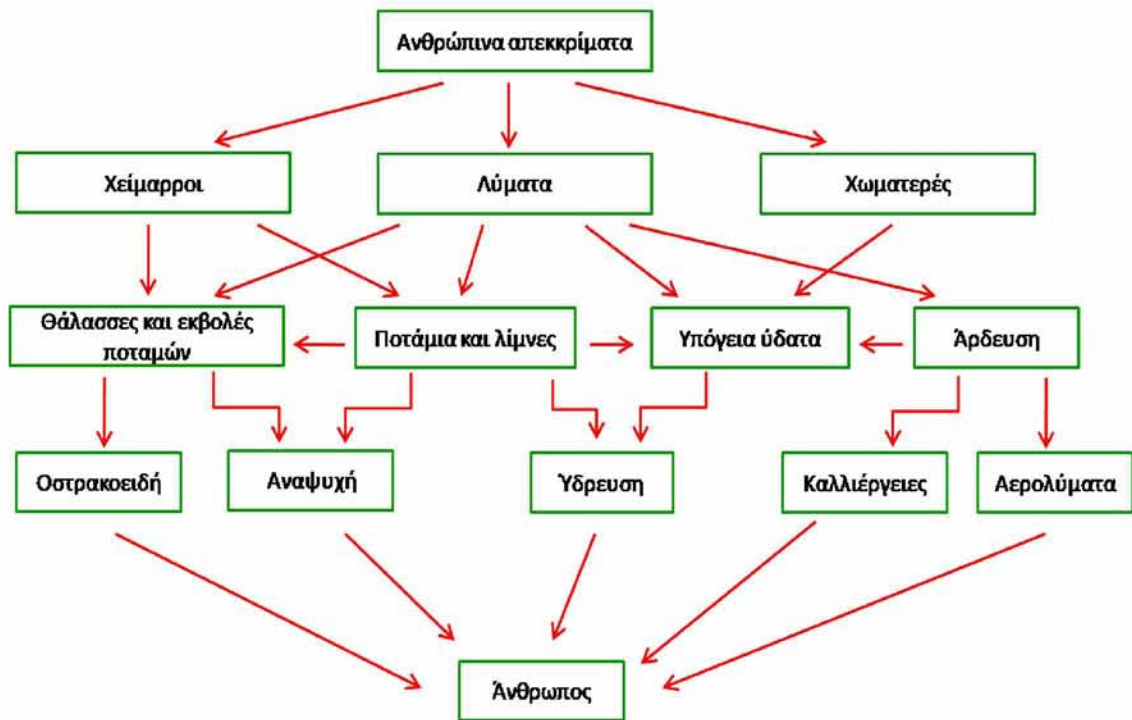 Ανθρώπινα απεκκρίματα
Χείμαρροι
Λύματα
Χωματερές
Θάλασσες και εκβολές
ποταμών
Ποτάμια και λίμνες
Υπόγεια ύδατα
Άρδευση
Οστρακοειδή
Αναψυχή
Ύδρευση
Καλλιέργειες
Αερολύματα
Άνθρωπος